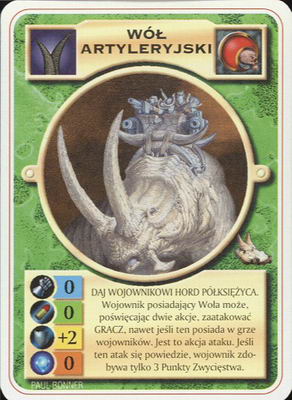 WÓŁ
ARTYLERYJSKI
DAJ WOJOWNIKOWI HORD PÓŁKSIĘŻYCA.
Wojownik posiadający Woła może,
poświęcając dwie akcje, zaatakować
GRACZ, nawet jeśli ten posiada w grze
wojowników. Jest to akcja ataku. Jeśli
ten atak się powiedzie, wojownik zdo-
bywa tylko 3 Punkty Zwycięstwa.
0
0
+2
0
PAUL BONNER